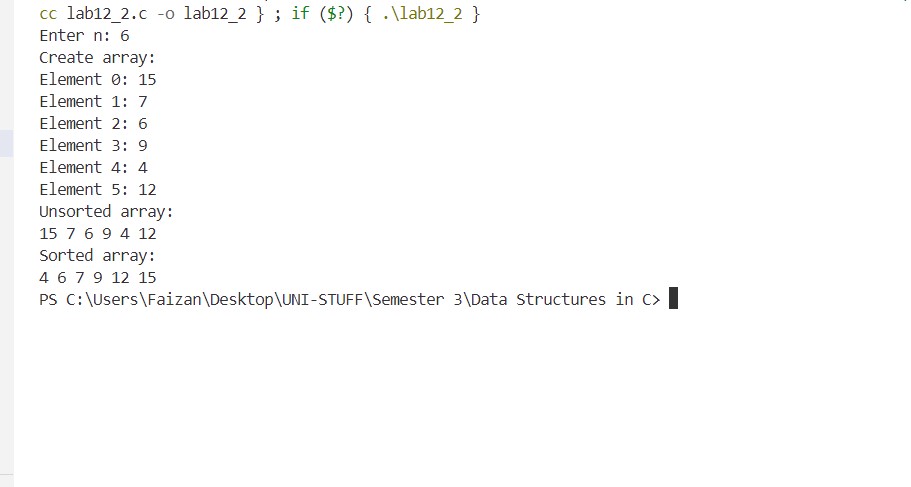 cc lab12_2.c -o lab12_2 } ; if ($?) { .\lab12_2 }
Enter n: 6
Create array:
Element 0: 15
Element 1: 7
Element 2: 6
Element 3: 9
Element 4: 4
Element 5: 12
Unsorted array:
15 7 6 9 4 12
Sorted array:
4 6 7 9 12 15
PS C:\Users\Faizan\Desktop\UNI-STUFF\Semester 3\Data Structures in C>